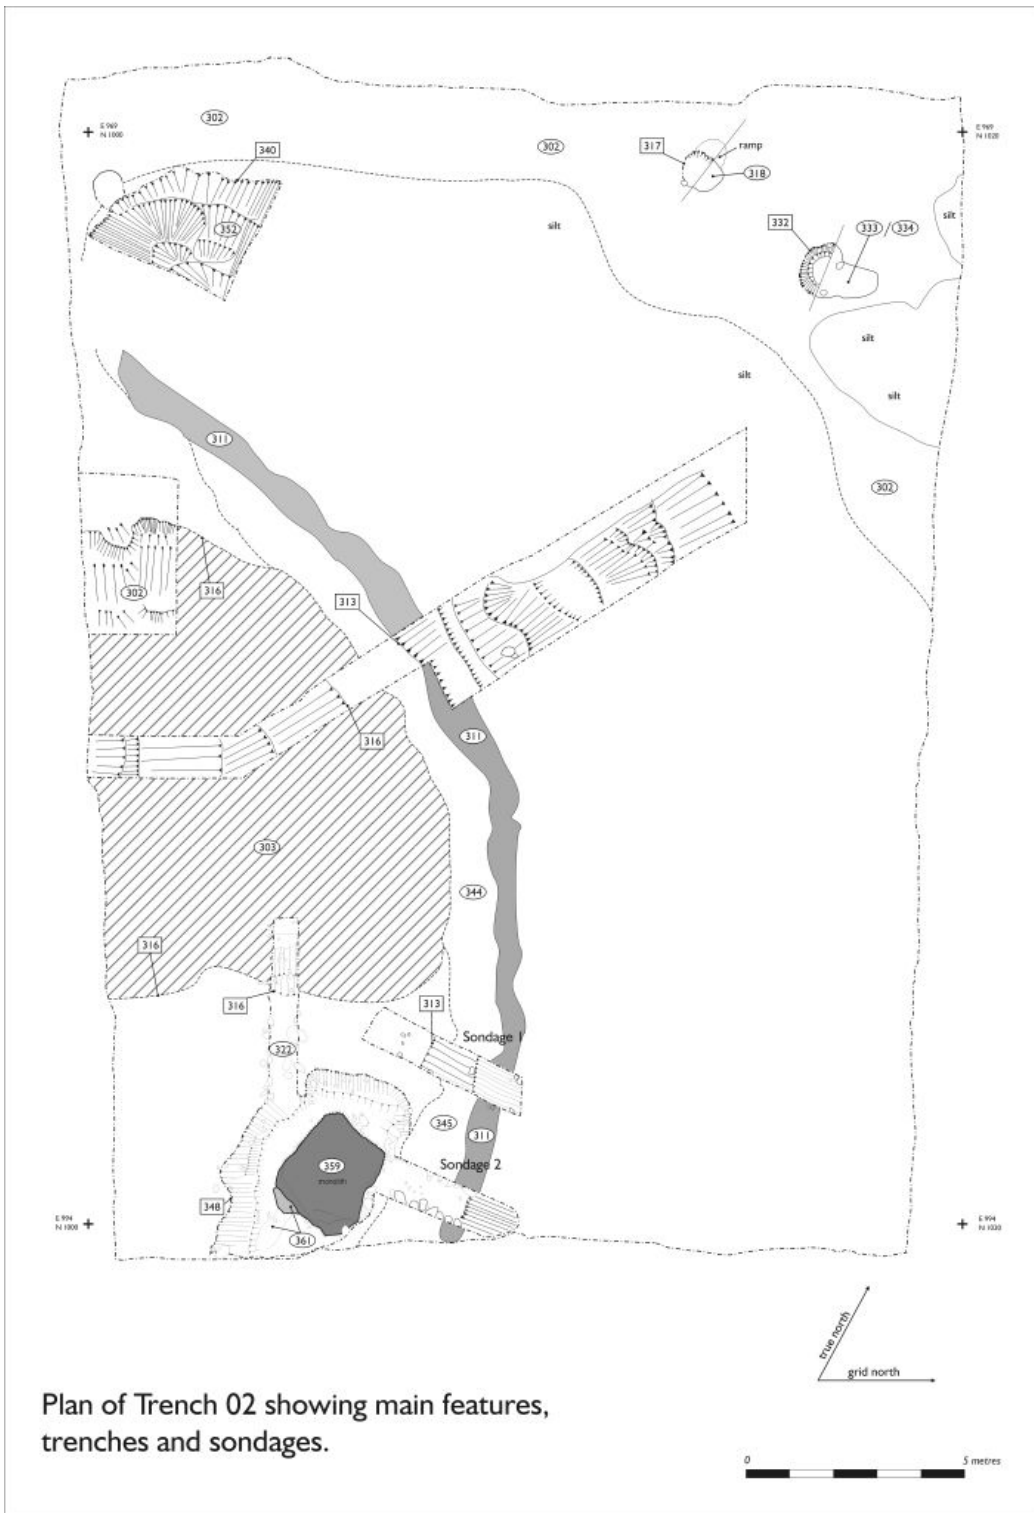 302
E 969
N 1000
302
317
ramp
E 969
N 1020
340
318
352
332
333 / 334
silt
silt
silt
silt
silt
311
302
302
316
313
311
316
303
344
316
316
313
Sondage 1
322
345
311
359
monolith
Sondage 2
348
361
E 994
N 1000
E 994
N 1020
true north
grid north
Plan of Trench 02 showing main features,
trenches and sondages.
0
5 metres